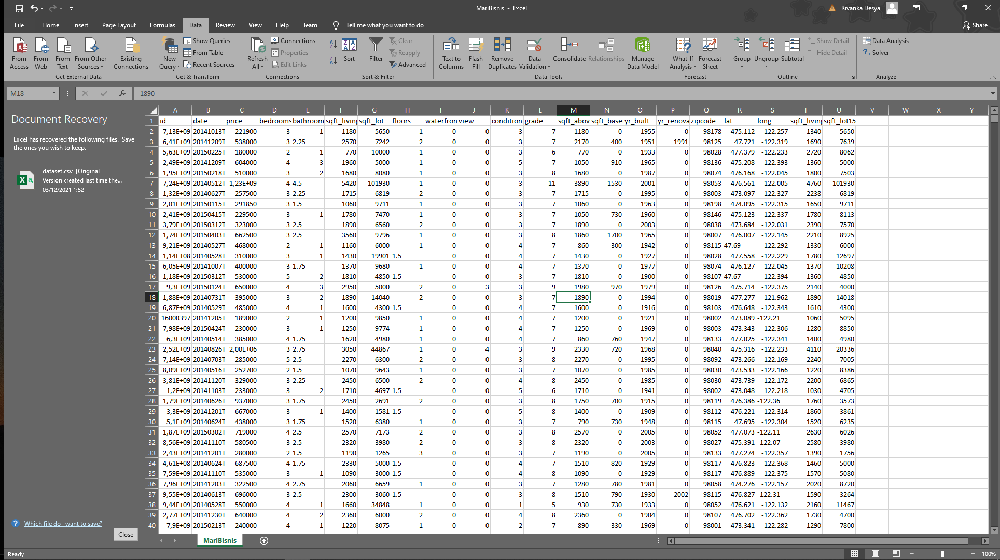 MariBisnis - Excel
Rivanka Desya
File Home Insert Page Layout Formulas Data Review View Help Team Tell me what you want to do Share
From Access
From Web
From Text
From Other Sources
Existing Connections
Get External Data
New Query
Show Queries
From Table
Recent Sources
Get & Transform
Refresh All
Connections
Properties
Edit Links
Connections
Sort
Filter
Clear
Reapply
Advanced
Sort & Filter
Text to Columns
Flash Fill
Remove Duplicates
Data Validation
Consolidate
Relationships
Manage Data Model
Data Tools
What-If Analysis
Forecast Sheet
Forecast
Group
Ungroup
Subtotal
Show Detail
Hide Detail
Outline
Data Analysis
Solver
Analyze
M18 fx 1890
Document Recovery
Excel has recovered the following files. Save
the ones you wish to keep.
dataset.csv [Original]
Version created last time the...
03/12/2021 1:52
Which file do I want to save?
Close
A B C D E F G H I J K L M N O P Q R S T U V W X Y
1 id date price bedrooms bathroom sqft_living sqft_lot floors waterfron view condition grade sqft_abov sqft_base yr_built yr_renova zipcode lat long sqft_living sqft_lot15
2 7,13E+09 20141013T 221900 3 1 1180 5650 1 0 0 3 7 1180 0 1955 0 98178 475.112 -122.257 1340 5650
3 6,41E+09 20141209T 538000 3 2.25 2570 7242 2 0 0 3 7 2170 400 1951 1991 98125 47.721 -122.319 1690 7639
4 5,63E+09 20150225T 180000 2 1 770 10000 1 0 0 3 6 770 0 1933 0 98028 477.379 -122.233 2720 8062
5 2,49E+09 20141209T 604000 4 3 1960 5000 1 0 0 5 7 1050 910 1965 0 98136 475.208 -122.393 1360 5000
6 1,95E+09 20150218T 510000 3 2 1680 8080 1 0 0 3 8 1680 0 1987 0 98074 476.168 -122.045 1800 7503
7 7,24E+09 20140512T 1,23E+09 4 4.5 5420 101930 1 0 0 3 11 3890 1530 2001 0 98053 476.561 -122.005 4760 101930
8 1,32E+09 20140627T 257500 3 2.25 1715 6819 2 0 0 3 7 1715 0 1995 0 98003 473.097 -122.327 2238 6819
9 2,01E+09 20150115T 291850 3 1.5 1060 9711 1 0 0 3 7 1060 0 1963 0 98198 474.095 -122.315 1650 9711
10 2,41E+09 20150415T 229500 3 1 1780 7470 1 0 0 3 7 1050 730 1960 0 98146 475.123 -122.337 1780 8113
11 3,79E+09 20150312T 323000 3 2.5 1890 6560 2 0 0 3 7 1890 0 2003 0 98038 473.684 -122.031 2390 7570
12 1,74E+09 20150403T 662500 3 2.5 3560 9796 1 0 0 3 8 1860 1700 1965 0 98007 476.007 -122.145 2210 8925
13 9,21E+09 20140527T 468000 2 1 1160 6000 1 0 0 4 7 860 300 1942 0 98115 47.69 -122.292 1330 6000
14 1,14E+08 20140528T 310000 3 1 1430 19901 1.5 0 0 4 7 1430 0 1927 0 98028 477.558 -122.229 1780 12697
15 6,05E+09 20141007T 400000 3 1.75 1370 9680 1 0 0 4 7 1370 0 1977 0 98074 476.127 -122.045 1370 10208
16 1,18E+09 20150312T 530000 5 2 1810 4850 1.5 0 0 3 7 1810 0 1900 0 98107 47.67 -122.394 1360 4850
17 9,3E+09 20150124T 650000 4 3 2950 5000 2 0 3 3 9 1980 970 1979 0 98126 475.714 -122.375 2140 4000
18 1,88E+09 20140731T 395000 3 2 1890 14040 2 0 0 3 7 1890 0 1994 0 98019 477.277 -121.962 1890 14018
19 6,87E+09 20140529T 485000 4 1 1600 4300 1.5 0 0 4 7 1600 0 1916 0 98103 476.648 -122.343 1610 4300
20 16000397 20141205T 189000 2 1 1200 9850 1 0 0 4 7 1200 0 1921 0 98002 473.089 -122.21 1060 5095
21 7,98E+09 20150424T 230000 3 1 1250 9774 1 0 0 4 7 1250 0 1969 0 98003 473.343 -122.306 1280 8850
22 6,3E+09 20140514T 385000 4 1.75 1620 4980 1 0 0 4 7 860 760 1947 0 98133 477.025 -122.341 1400 4980
23 2,52E+09 20140826T 2,00E+06 3 2.75 3050 44867 1 0 4 3 9 2330 720 1968 0 98040 475.316 -122.233 4110 20336
24 7,14E+09 20140703T 285000 5 2.5 2270 6300 2 0 0 3 8 2270 0 1995 0 98092 473.266 -122.169 2240 7005
25 8,09E+09 20140516T 252700 2 1.5 1070 9643 1 0 0 3 7 1070 0 1985 0 98030 473.533 -122.166 1220 8386
26 3,81E+09 20141120T 329000 3 2.25 2450 6500 2 0 0 4 8 2450 0 1985 0 98030 473.739 -122.172 2200 6865
27 1,2E+09 20141103T 233000 3 2 1710 4697 1.5 0 0 5 6 1710 0 1941 0 98002 473.048 -122.218 1030 4705
28 1,79E+09 20140626T 937000 3 1.75 2450 2691 2 0 0 3 8 1750 700 1915 0 98119 476.386 -122.36 1760 3573
29 3,3E+09 20141201T 667000 3 1 1400 1581 1.5 0 0 5 8 1400 0 1909 0 98112 476.221 -122.314 1860 3861
30 5,1E+09 20140624T 438000 3 1.75 1520 6380 1 0 0 3 7 790 730 1948 0 98115 47.695 -122.304 1520 6235
31 1,87E+09 20150302T 719000 4 2.5 2570 7173 2 0 0 3 8 2570 0 2005 0 98052 477.073 -122.11 2630 6026
32 8,56E+09 20141110T 580500 3 2.5 2320 3980 2 0 0 3 8 2320 0 2003 0 98027 475.391 -122.07 2580 3980
33 2,43E+09 20141201T 280000 2 1.5 1190 1265 3 0 0 3 7 1190 0 2005 0 98133 477.274 -122.357 1390 1756
34 4,61E+08 20140624T 687500 4 1.75 2330 5000 1.5 0 0 4 7 1510 820 1929 0 98117 476.823 -122.368 1460 5000
35 7,59E+09 20141110T 535000 3 1 1090 3000 1.5 0 0 4 8 1090 0 1929 0 98117 476.889 -122.375 1570 5080
36 7,96E+09 20141203T 322500 4 2.75 2060 6659 1 0 0 3 7 1280 780 1981 0 98058 474.276 -122.157 2020 8720
37 9,55E+09 20140613T 696000 3 2.5 2300 3060 1.5 0 0 3 8 1510 790 1930 2002 98115 476.827 -122.31 1590 3264
38 9,44E+09 20140528T 550000 4 1 1660 34848 1 0 0 1 5 930 730 1933 0 98052 476.621 -122.132 2160 11467
39 2,77E+09 20141230T 640000 4 2 2360 6000 2 0 0 4 8 2360 0 1904 0 98107 476.702 -122.362 1730 4700
40 7,9E+09 20150213T 240000 4 1 1220 8075 1 0 0 2 7 890 330 1969 0 98001 473.341 -122.282 1290 7800
MariBisnis
Ready
100%